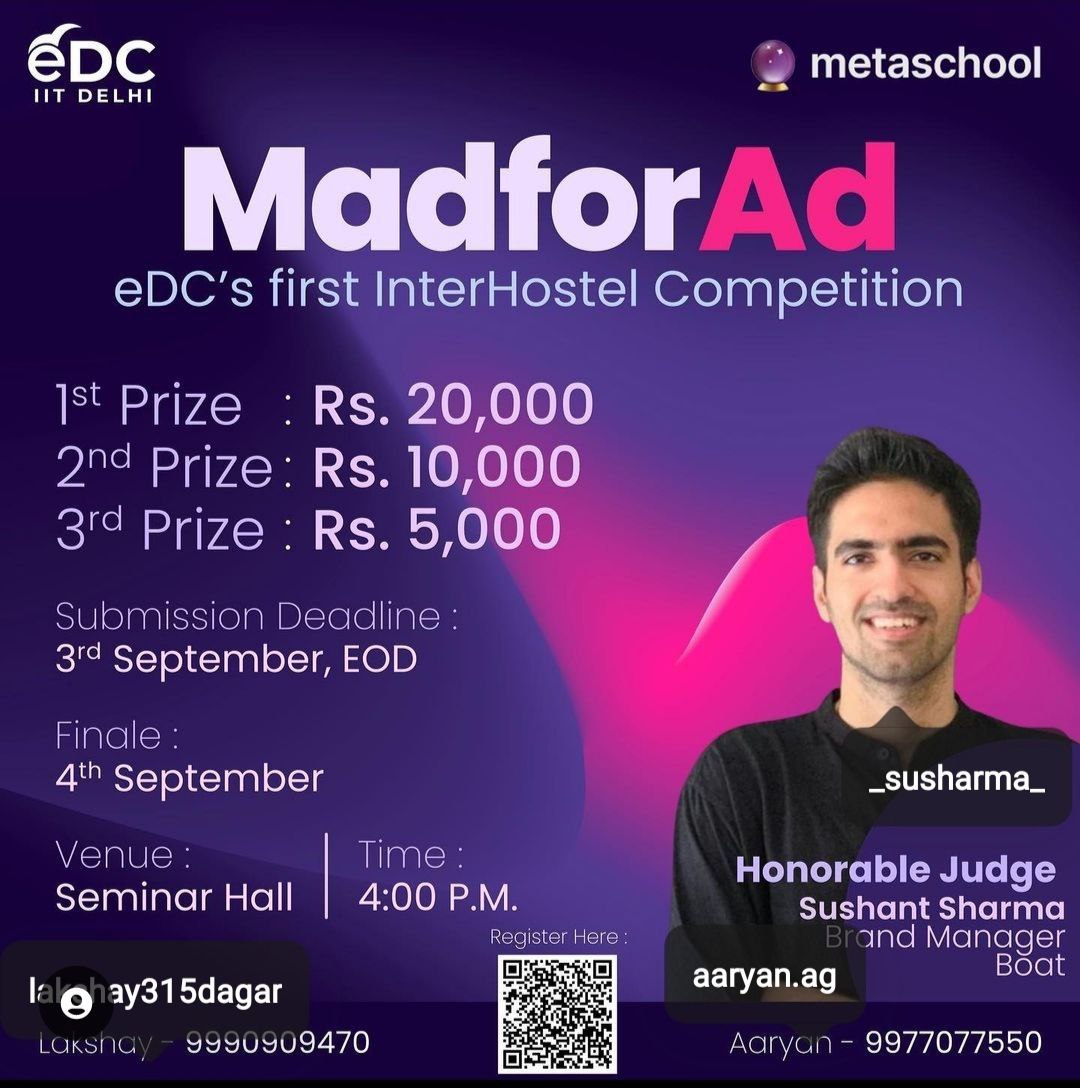 eDC
IIT DELHI
metaschool
MadforAd
eDC's first InterHostel Competition
1st Prize : Rs. 20,000
2nd Prize : Rs. 10,000
3rd Prize : Rs. 5,000
Submission Deadline :
3rd September, EOD
Finale :
4th September
Venue :
Seminar Hall
Time :
4:00 P.M.
_susharma_
Honorable Judge
Sushant Sharma
Brand Manager
Boat
Register Here :
lakshay315dagar
aaryan.ag
Lakshay - 9990909470
Aaryan - 9977077550